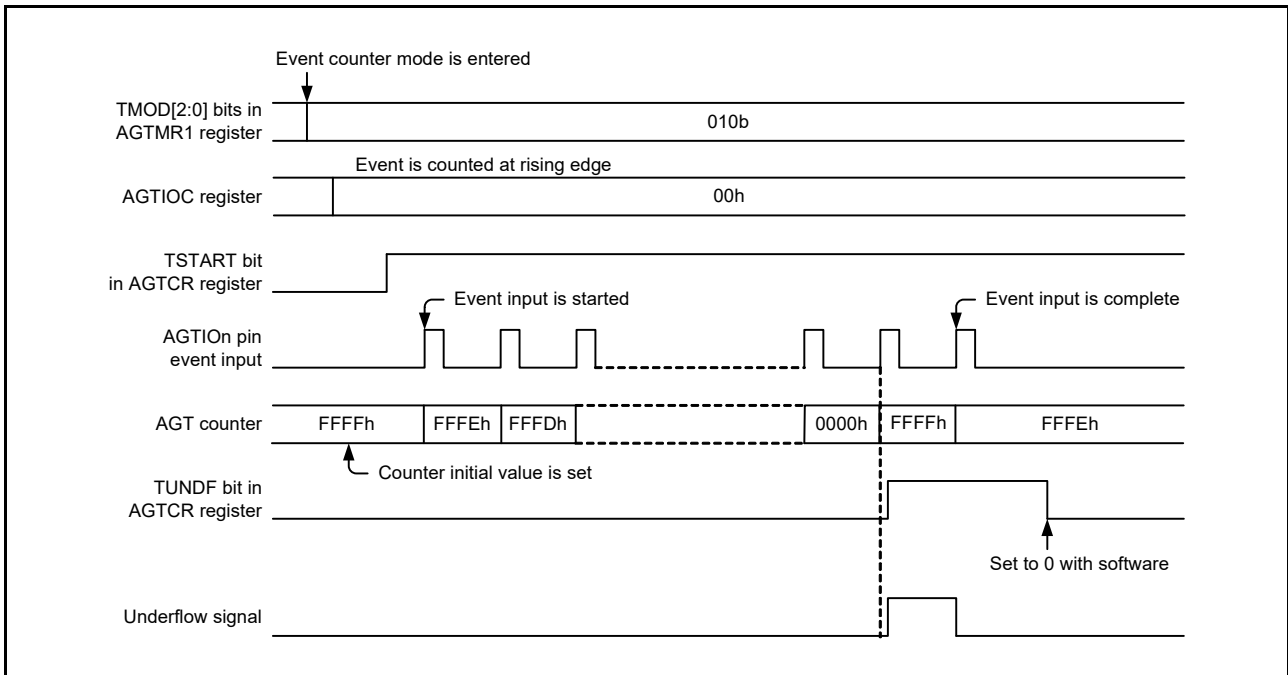 Event counter mode is entered
TMOD[2:0] bits in
AGTMR1 register
010b
Event is counted at rising edge
AGTIOC register
00h
TSTART bit
in AGTCR register
Event input is started
Event input is complete
AGTIOn pin
event input
AGT counter
FFFFh
FFFEh
FFFDh
0000h
FFFFh
FFFEh
Counter initial value is set
TUNDF bit in
AGTCR register
Set to 0 with software
Underflow signal